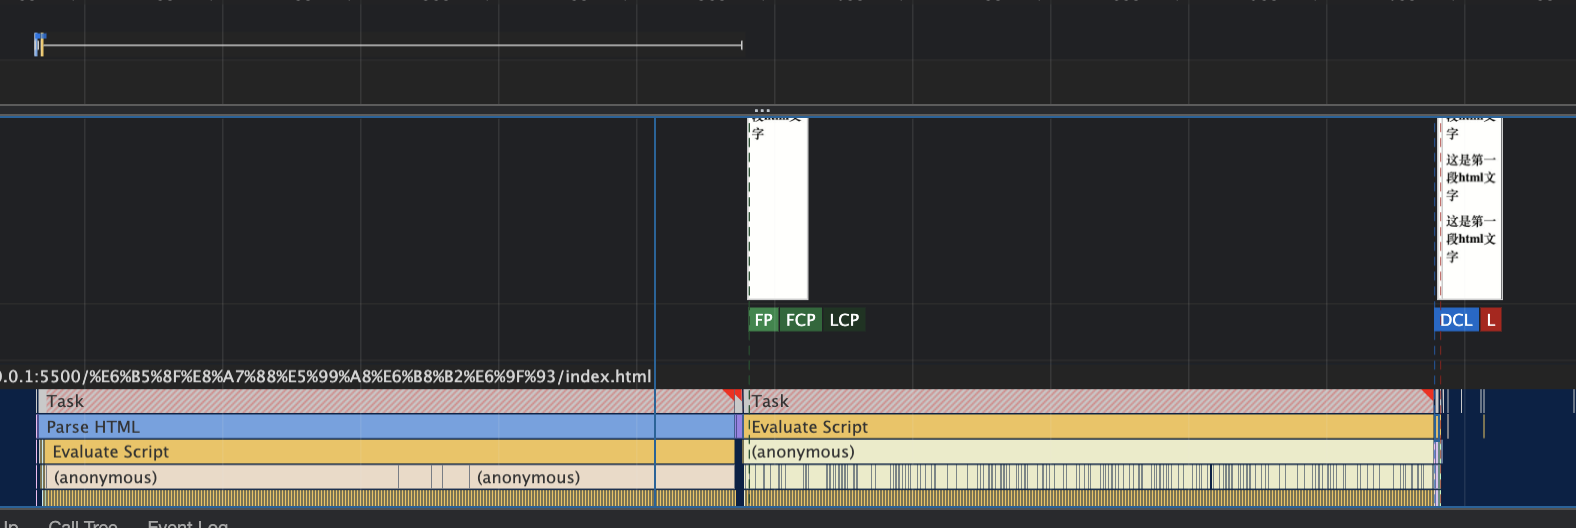 ...
字
字
这是第一
段html文
字
这是第一
段html文
字
FP FCP LCP
DCL L
0.0.1:5500/%E6%B5%8F%E8%A7%88%E5%99%A8%E6%B8%B2%E6%9F%93/index.html
Task Task
Parse HTML Evaluate Script
Evaluate Script (anonymous)
(anonymous) (anonymous)
Call Tree Event Log